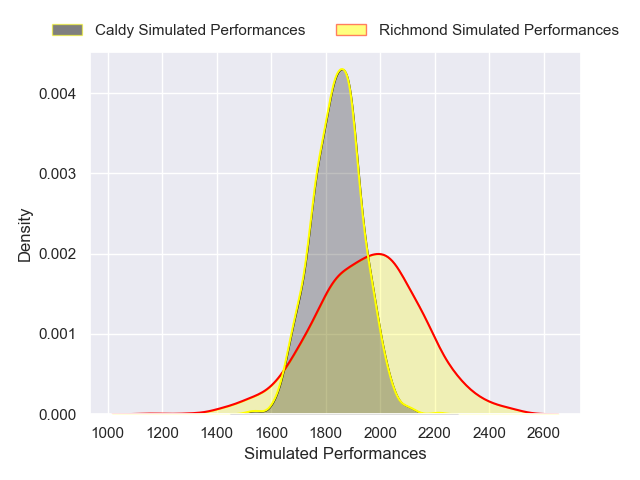 Caldy Simulated Performances Richmond Simulated Performances
Density
0.004
0.003
0.002
0.001
0.000
1000 1200 1400 1600 1800 2000 2200 2400 2600
Simulated Performances